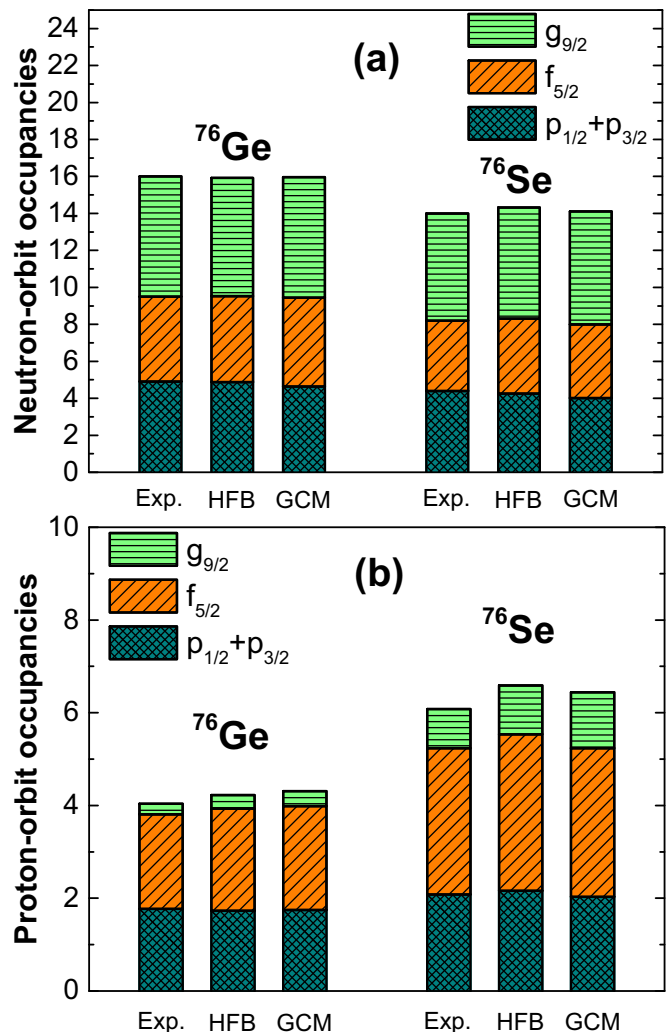 Neutron-orbit occupancies
24
22
20
18
16
14
12
10
8
6
4
2
0
(a)
g9/2
f5/2
p1/2+p3/2
76Ge
76Se
Exp. HFB GCM Exp. HFB GCM
Proton-orbit occupancies
10
8
6
4
2
0
g9/2
f5/2
p1/2+p3/2
(b)
76Se
76Ge
Exp. HFB GCM Exp. HFB GCM